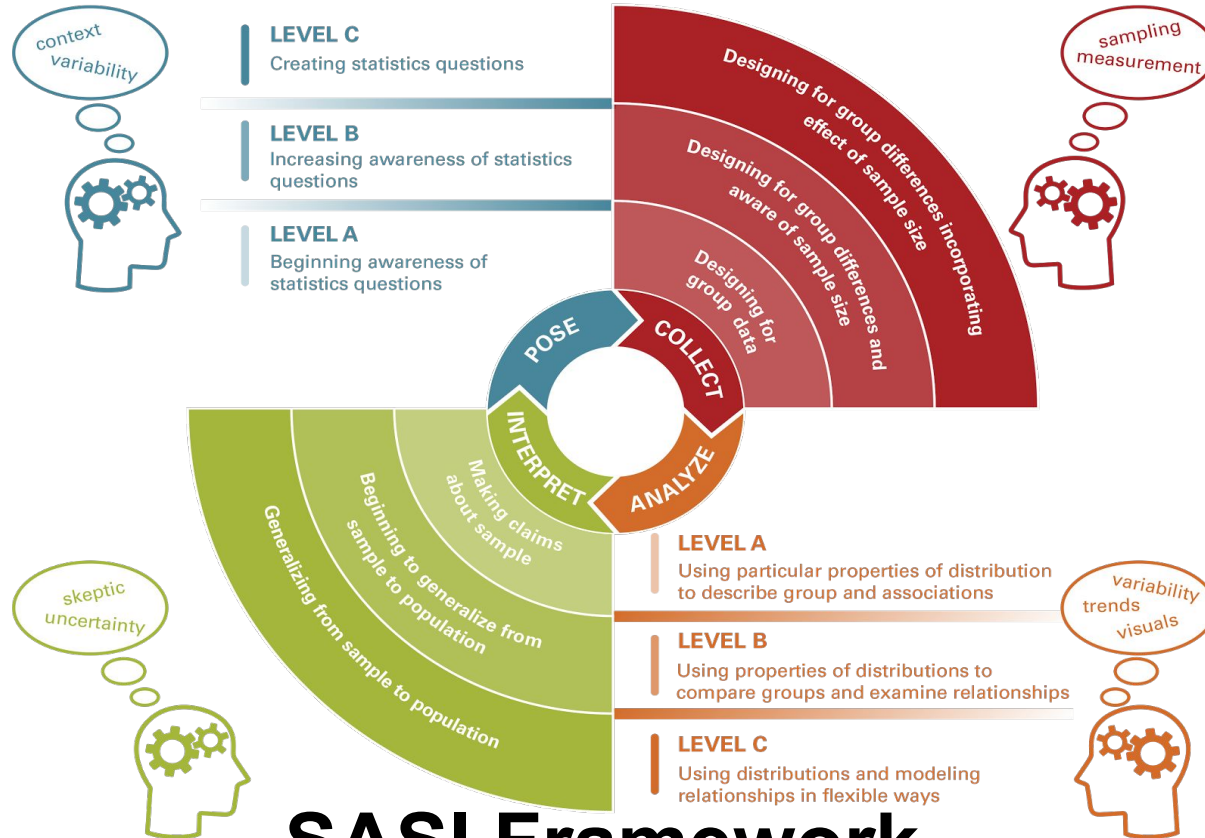 context
variability
LEVEL C
Creating statistics questions
LEVEL B
Increasing awareness of statistics
questions
LEVEL A
Beginning awareness of
statistics questions
sampling
measurement
Designing for group differences incorporating
effect of sample size
Designing for group differences and
aware of sample size
Designing for
group data
POSE
COLLECT
ANALYZE
INTERPRET
Making claims
about sample
Beginning to generalize from
sample to population
Generalizing from sample to population
skeptic
uncertainty
LEVEL A
Using particular properties of distribution
to describe group and associations
LEVEL B
Using properties of distributions to
compare groups and examine relationships
LEVEL C
Using distributions and modeling
relationships in flexible ways
variability
trends
visuals
SASI Framework